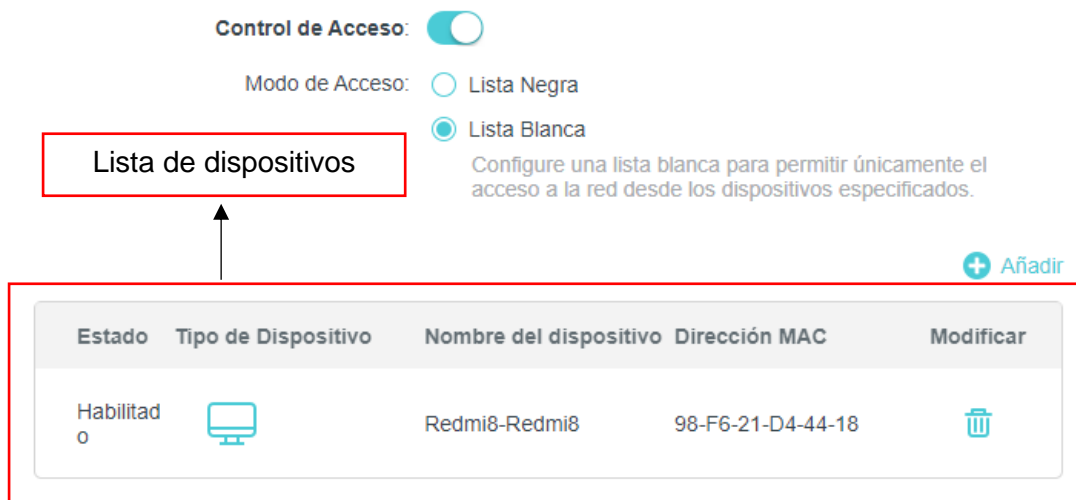 Control de Acceso:
Modo de Acceso:
Lista Negra
Lista Blanca
Configure una lista blanca para permitir únicamente el
acceso a la red desde los dispositivos especificados.
Lista de dispositivos
Añadir
Estado Tipo de Dispositivo Nombre del dispositivo Dirección MAC Modificar
Habilitad
o
Redmi8-Redmi8 98-F6-21-D4-44-18